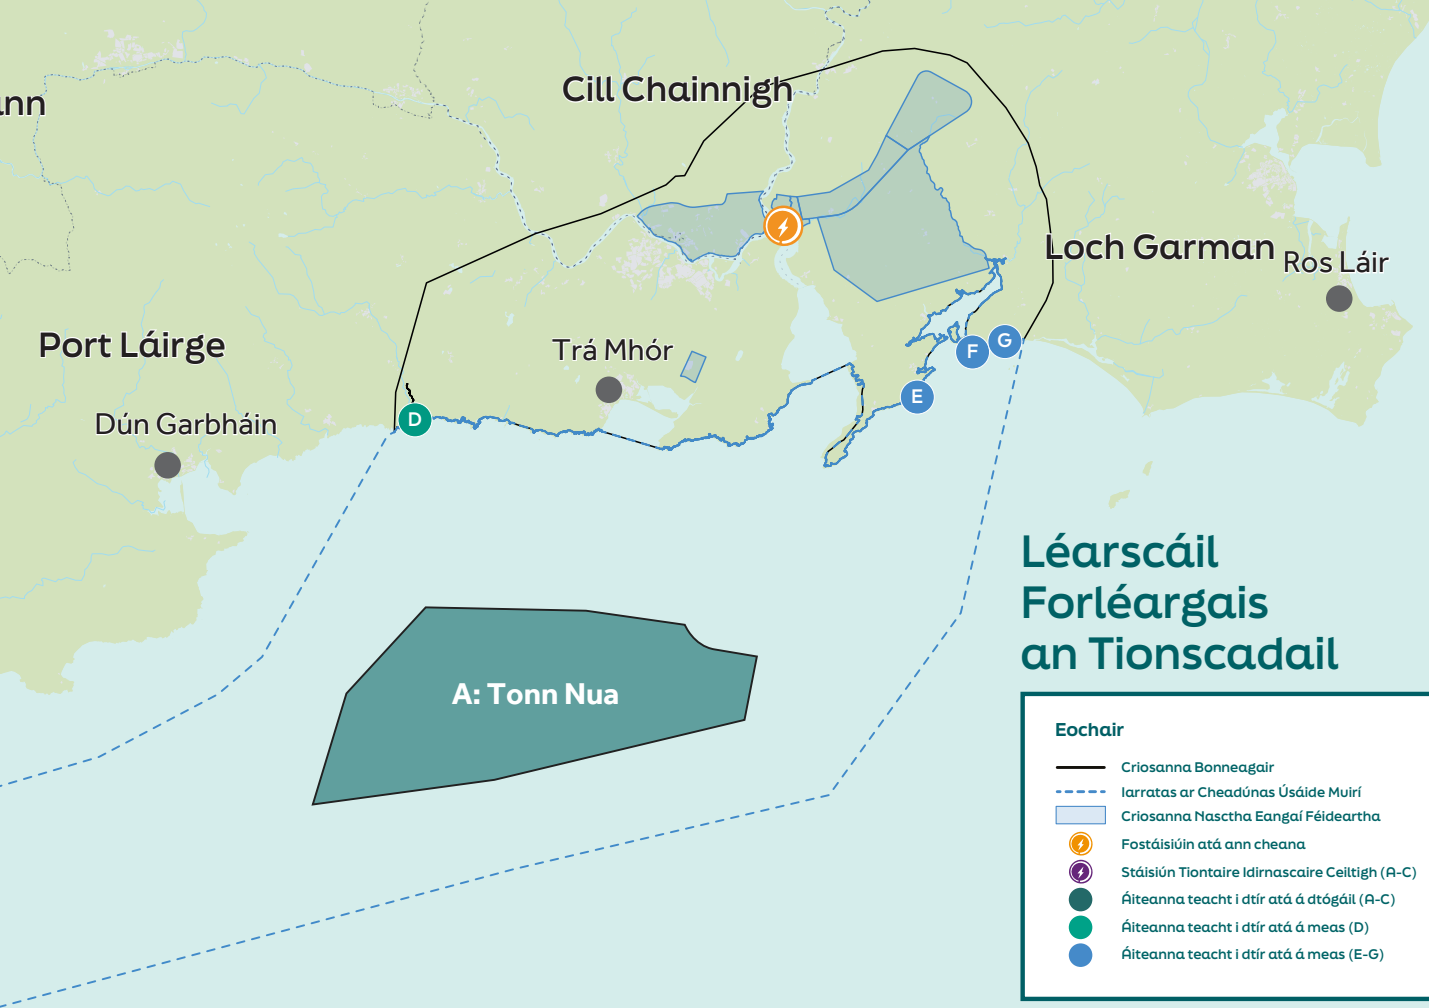 Cill Chainnigh
Loch Garman
Ros Láir
Port Láirge
Trá Mhór
F
G
E
D
Dún Garbháin
A: Tonn Nua
Léarscáil
Forléargais
an Tionscadail
Eochair
Criosanna Bonneagair
Iarratas ar Cheadúnas Úsáide Muirí
Criosanna Nasctha Eangaí Féideartha
Fostáisiúin atá ann cheana
Stáisiún Tiontaire Idirnascaire Ceiltigh (A-C)
Áiteanna teacht i dtír atá á dtógáil (A-C)
Áiteanna teacht i dtír atá á meas (D)
Áiteanna teacht i dtír atá á meas (E-G)